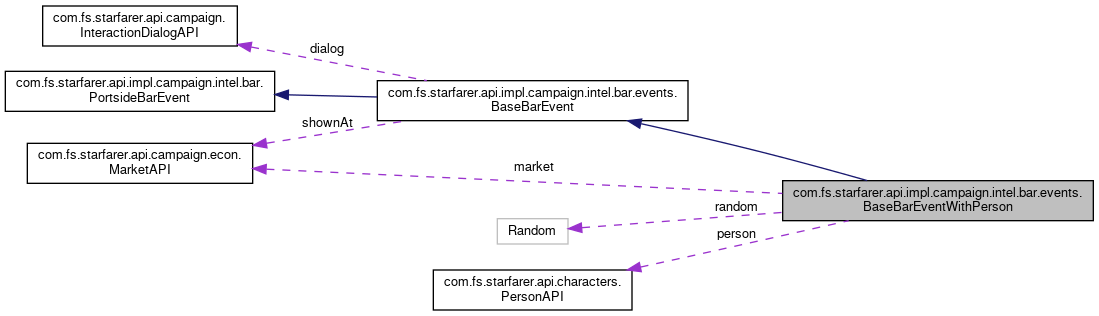 com.fs.starfarer.api.campaign.
InteractionDialogAPI
dialog
com.fs.starfarer.api.impl.campaign.intel.bar.
PortsideBarEvent
com.fs.starfarer.api.impl.campaign.intel.bar.events.
BaseBarEvent
shownAt
com.fs.starfarer.api.campaign.econ.
MarketAPI
market
com.fs.starfarer.api.impl.campaign.intel.bar.events.
BaseBarEventWithPerson
random
Random
person
com.fs.starfarer.api.characters.
PersonAPI